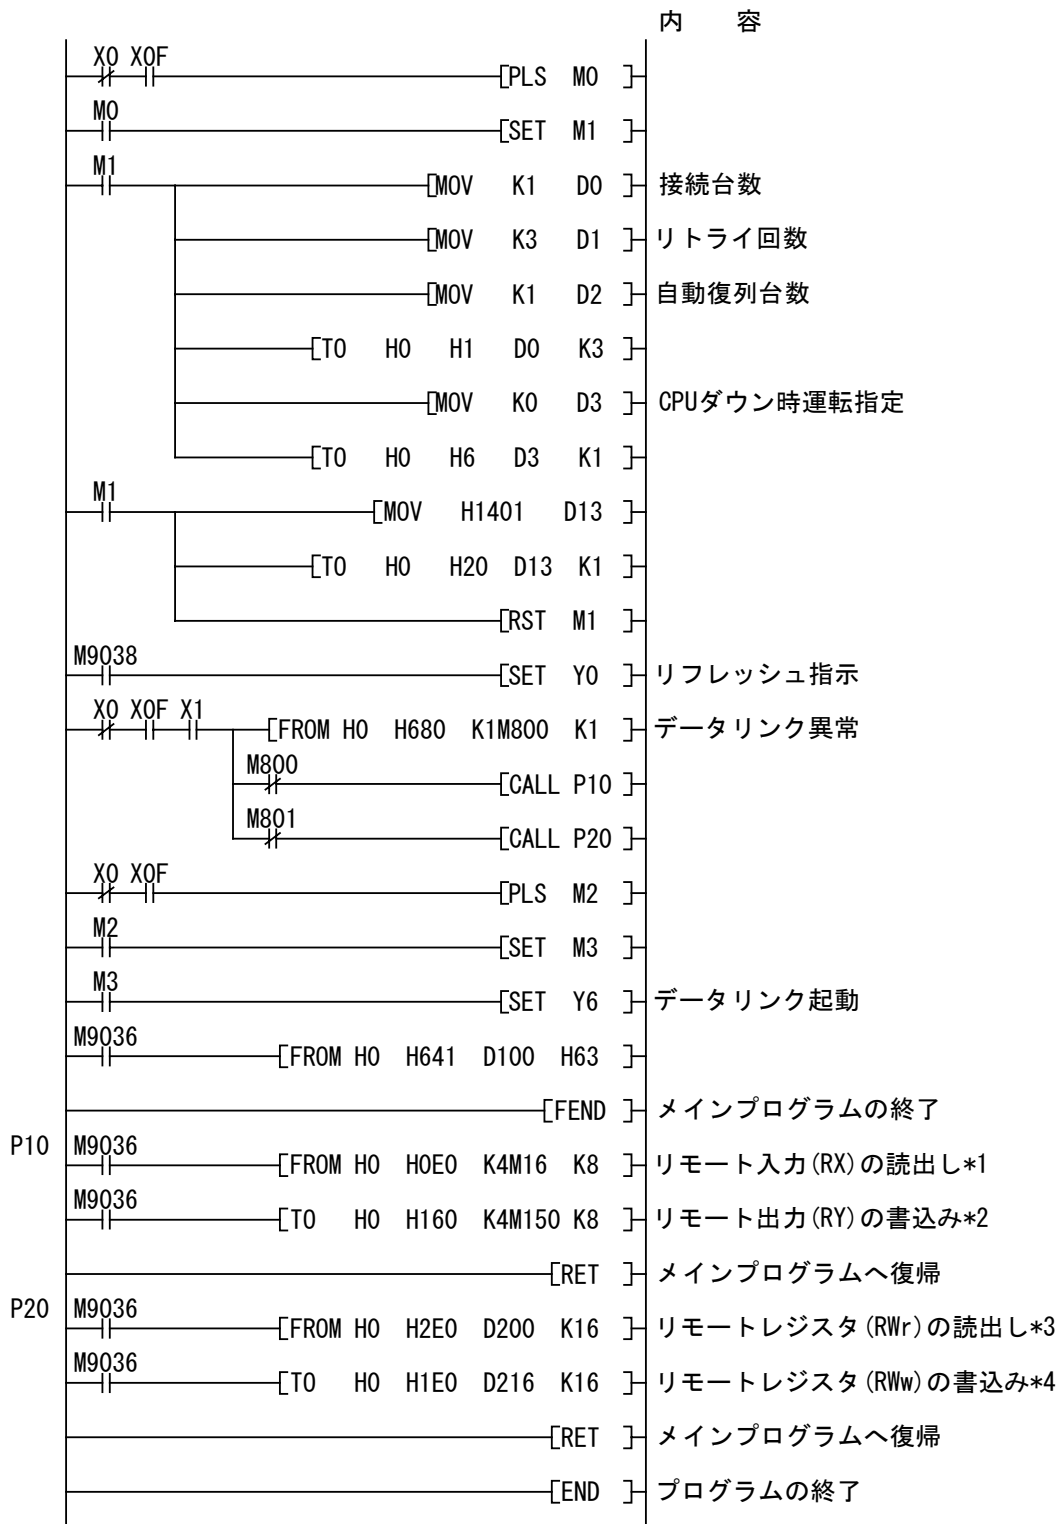 内 容
X0 X0F
[PLS M0 ]
M0
[SET M1 ]
M1
[MOV K1 D0 ] 接続台数
[MOV K3 D1 ] リトライ回数
[MOV K1 D2 ] 自動復列台数
[TO H0 H1 D0 K3 ]
[MOV K0 D3 ] CPUダウン時運転指定
[TO H0 H6 D3 K1 ]
M1
[MOV H1401 D13 ]
[TO H0 H20 D13 K1 ]
[RST M1 ]
M9038
[SET Y0 ] リフレッシュ指示
X0 X0F X1
[FROM H0 H680 K1M800 K1 ] データリンク異常
M800
[CALL P10 ]
M801
[CALL P20 ]
X0 X0F
[PLS M2 ]
M2
[SET M3 ]
M3
[SET Y6 ] データリンク起動
M9036
[FROM H0 H641 D100 H63 ]
[FEND ] メインプログラムの終了
P10 M9036
[FROM H0 H0E0 K4M16 K8 ] リモート入力(RX)の読出し*1
M9036
[TO H0 H160 K4M150 K8 ] リモート出力(RY)の書込み*2
[RET ] メインプログラムへ復帰
P20 M9036
[FROM H0 H2E0 D200 K16 ] リモートレジスタ(RWr)の読出し*3
M9036
[TO H0 H1E0 D216 K16 ] リモートレジスタ(RWw)の書込み*4
[RET ] メインプログラムへ復帰
[END ] プログラムの終了